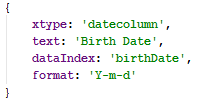 {
    xtype: 'datecolumn',
    text: 'Birth Date',
    dataIndex: 'birthDate',
    format: 'Y-m-d'
}